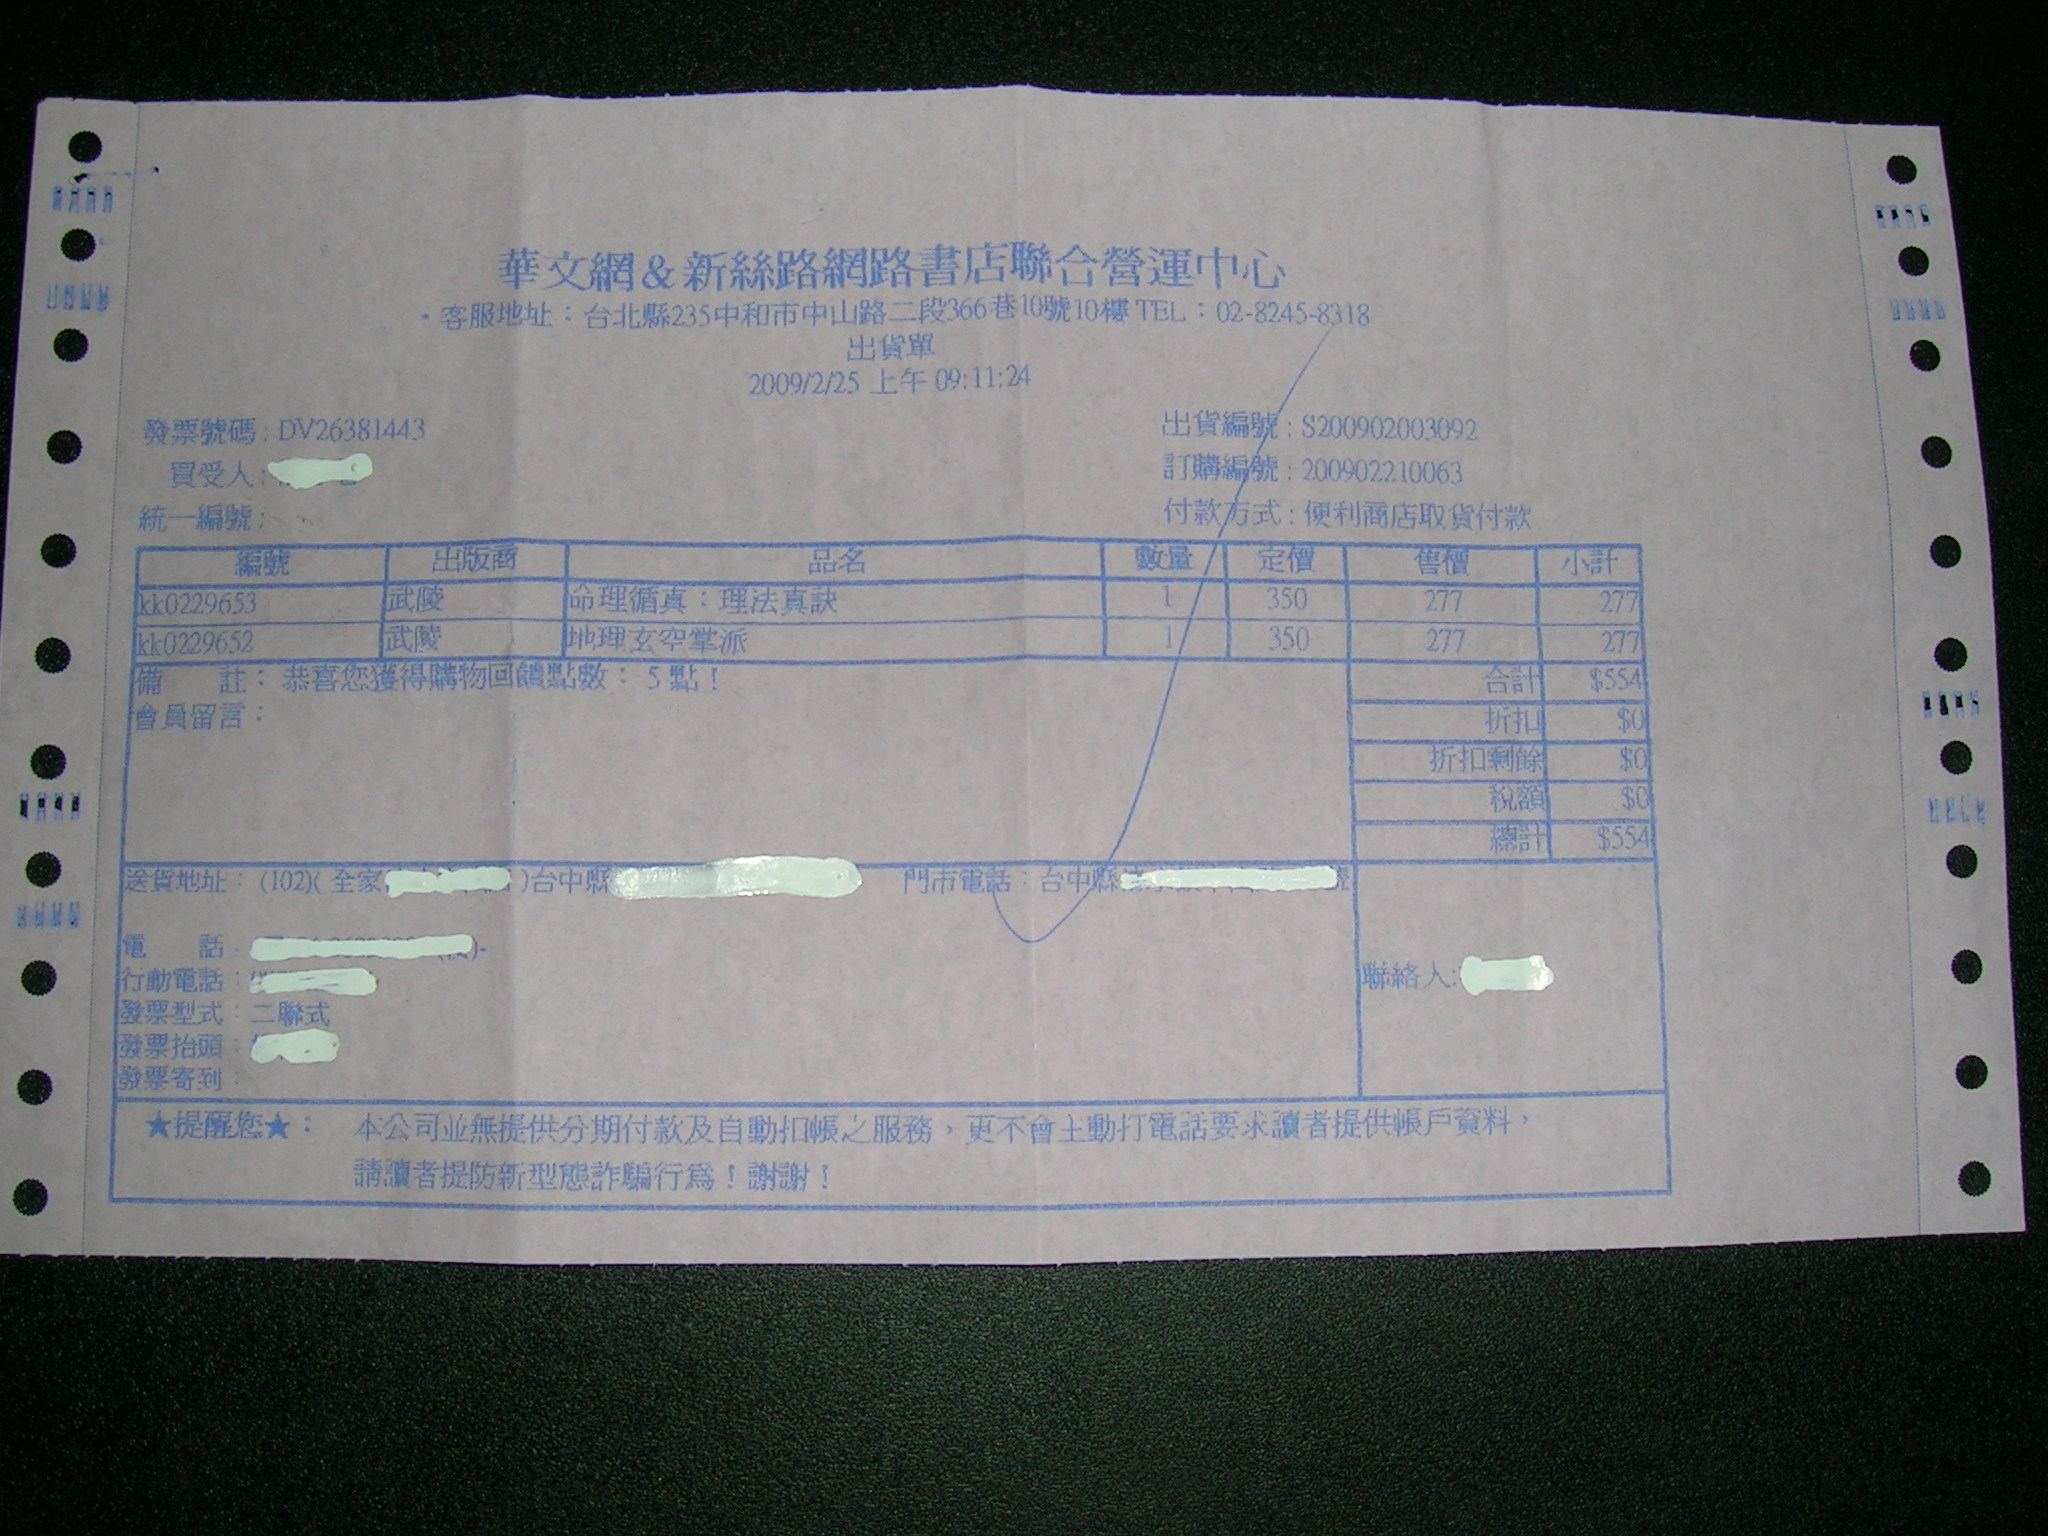 華文網&新絲路網路書店聯合營運中心
客服地址：台北縣235中和市中山路二段366巷10號10樓 TEL：02-8245-8318
出貨單
2009/2/25 上午 09:11:24
發票號碼：DV26381443 出貨編號：S200902003092
買受人： 訂購編號：200902210063
統一編號： 付款方式：便利商店取貨付款
編號 出版商 品名 數量 定價 售價 小計
kk0229653 武陵 命理循真：理法真訣 1 350 277 277
kk0229652 武陵 地理玄空掌派 1 350 277 277
備 註：恭喜您獲得購物回饋點數：5 點！ 合計 $554
會員留言： 折扣 $0
折扣剩餘 $0
稅額 $0
總計 $554
送貨地址：(102)( 全家 )台中縣 門市電話：台中縣 號
電 話：
行動電話： 聯絡人:
發票型式：二聯式
發票抬頭：
發票寄到：
★提醒您★： 本公司並無提供分期付款及自動扣帳之服務，更不會主動打電話要求讀者提供帳戶資料，
請讀者提防新型態詐騙行為！謝謝！